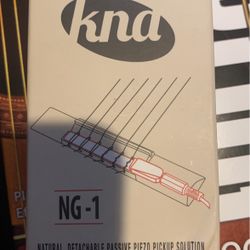 kna
NG-1
NATURAL, DETACHABLE PASSIVE PIEZO PICKUP SOLUTION